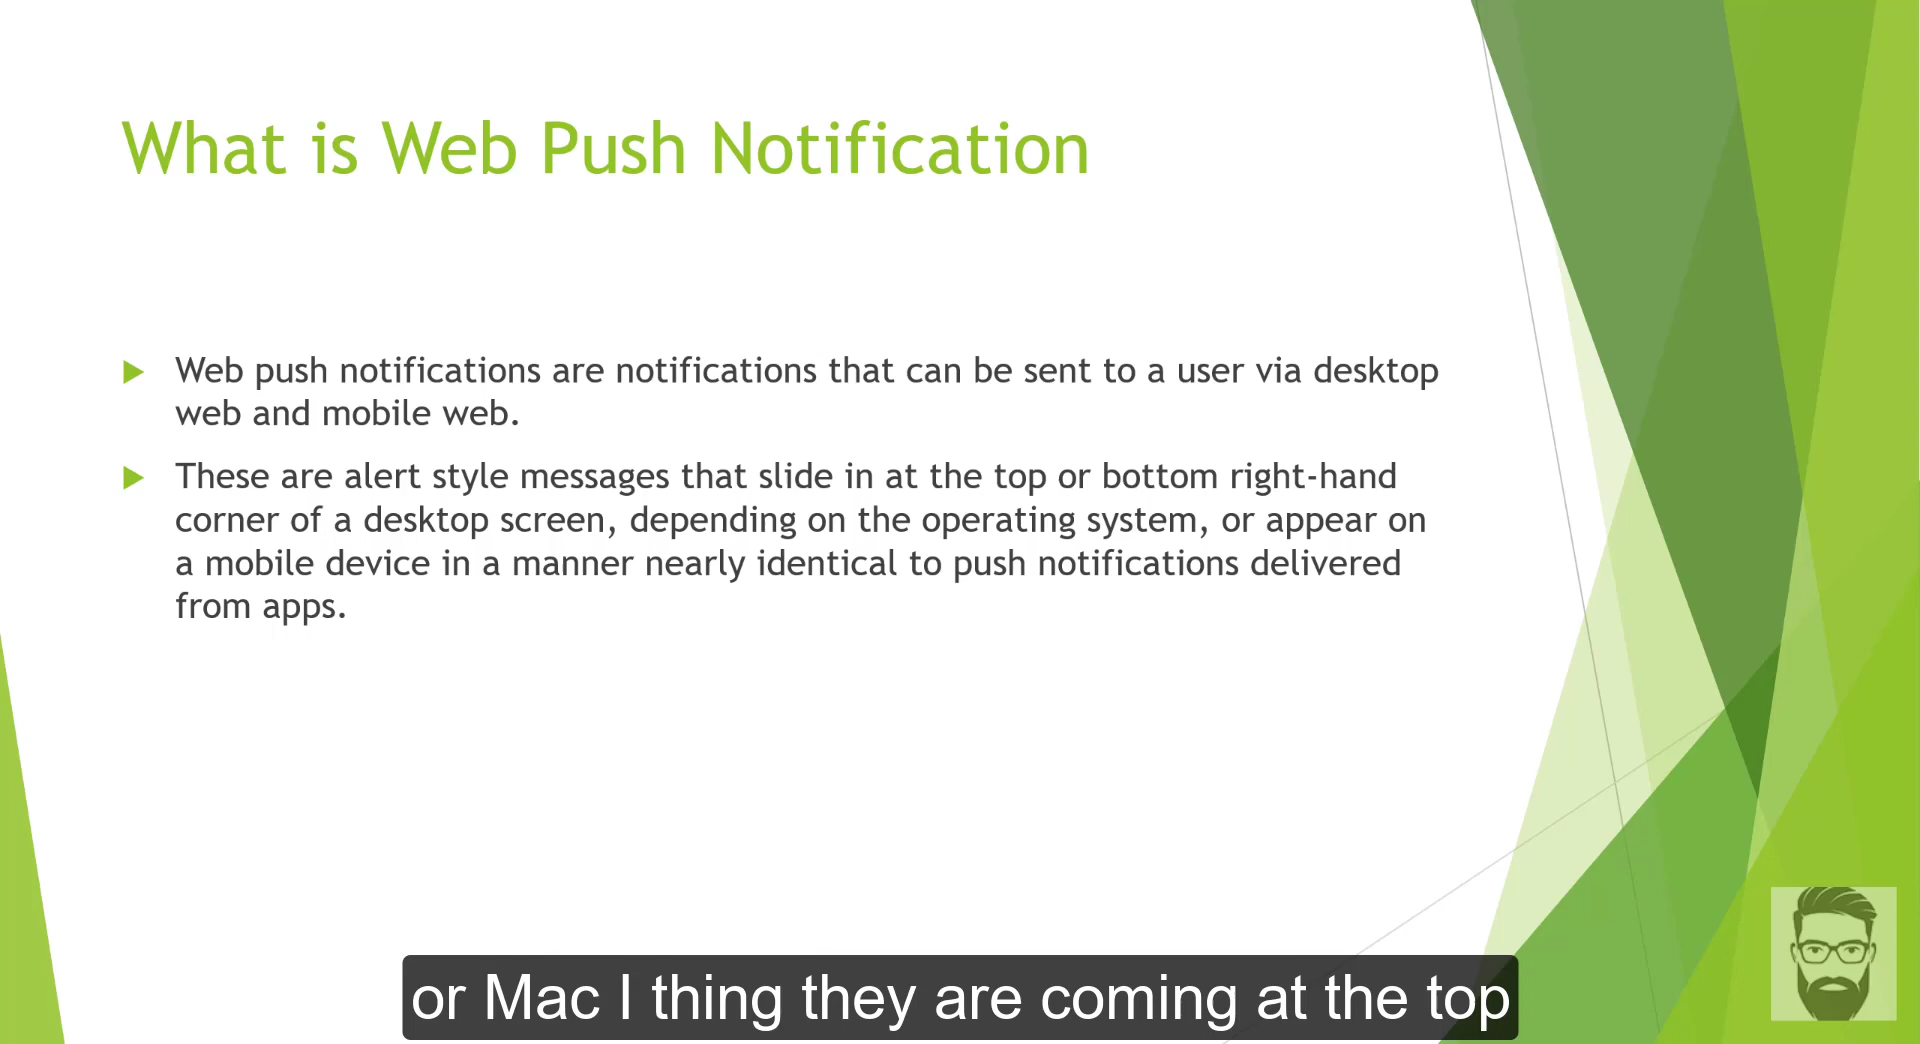 What is Web Push Notification
Web push notifications are notifications that can be sent to a user via desktop
web and mobile web.
These are alert style messages that slide in at the top or bottom right-hand
corner of a desktop screen, depending on the operating system, or appear on
a mobile device in a manner nearly identical to push notifications delivered
from apps.
or Mac I thing they are coming at the top